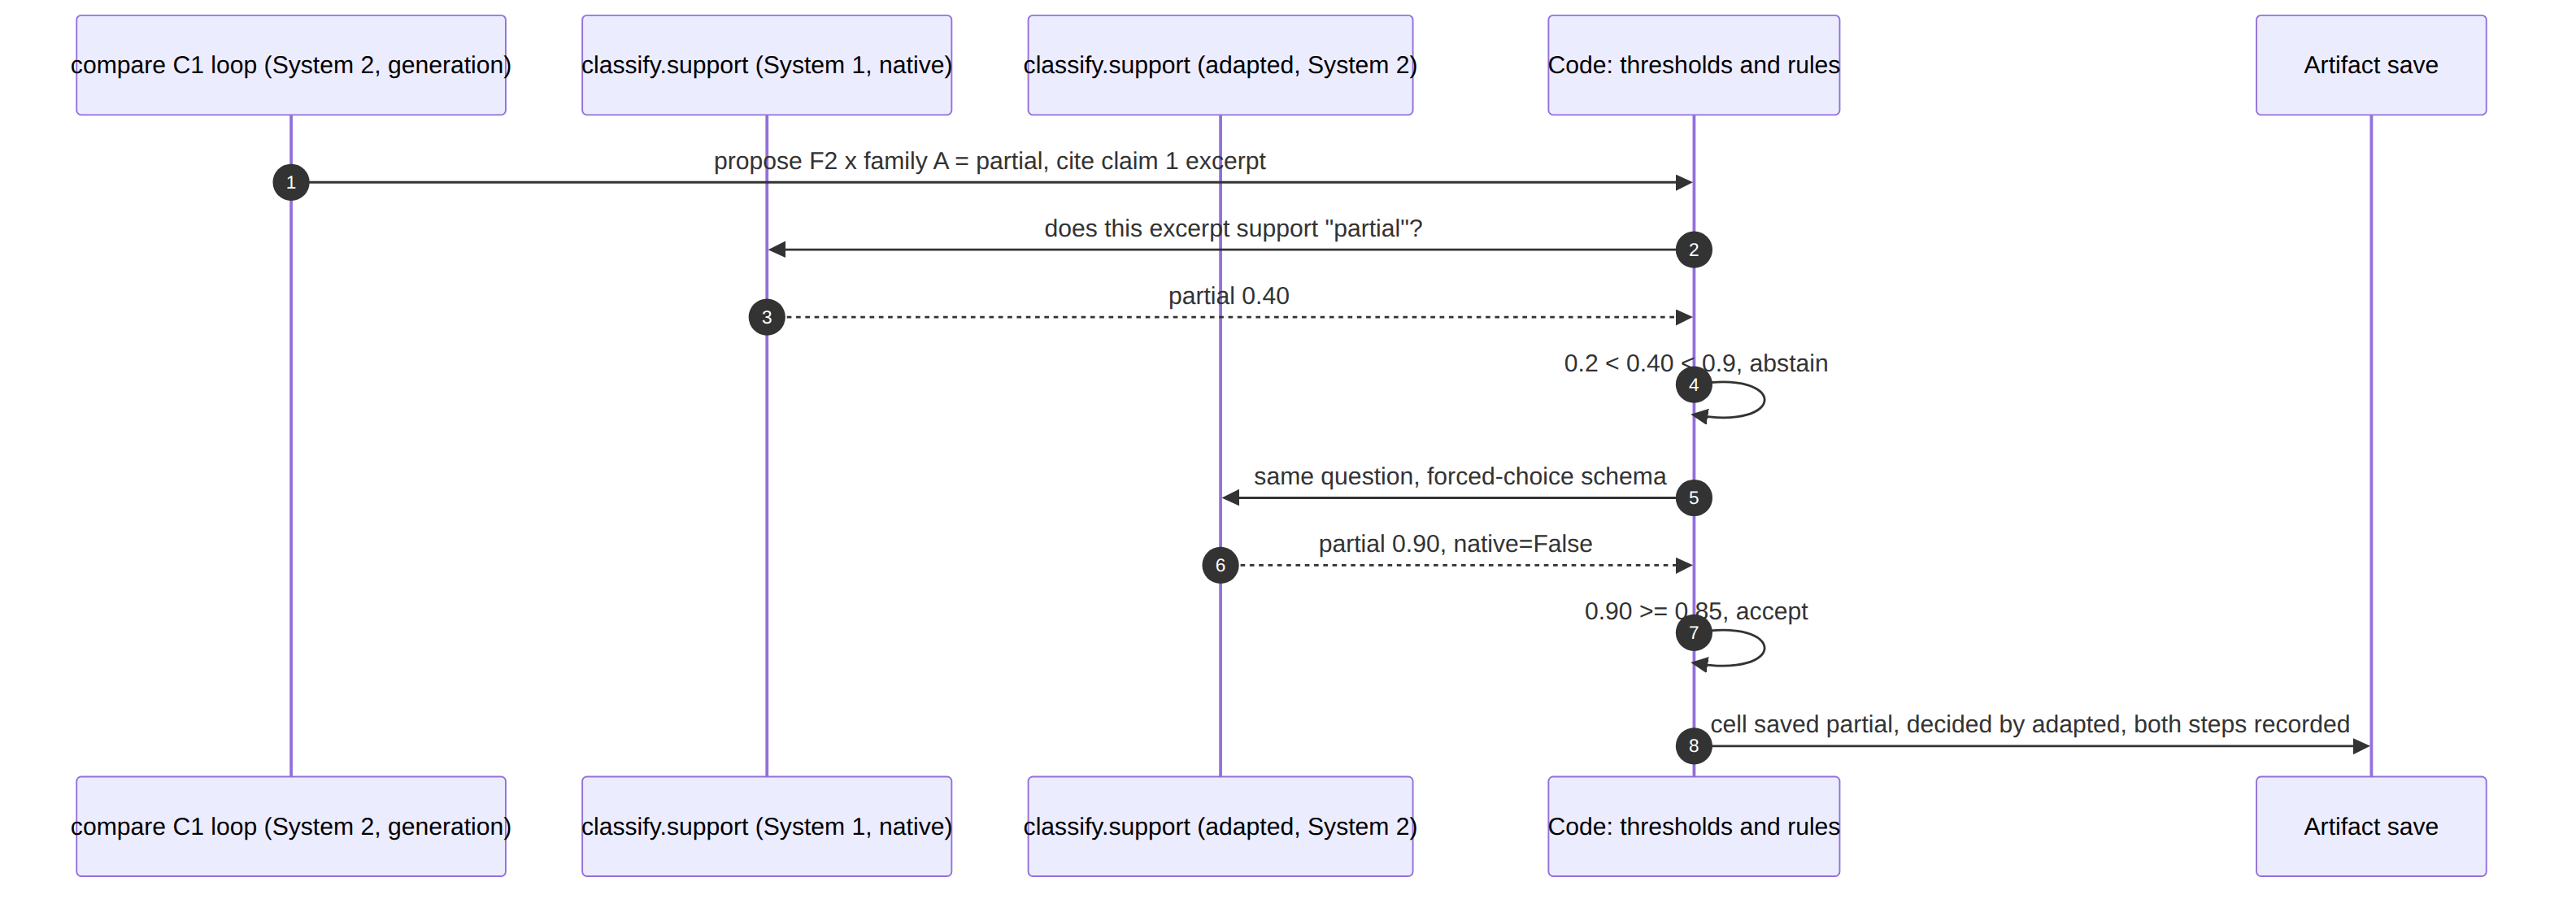 compare C1 loop (System 2, generation)
classify.support (System 1, native)
classify.support (adapted, System 2)
Code: thresholds and rules
Artifact save
propose F2 x family A = partial, cite claim 1 excerpt
1
does this excerpt support "partial"?
2
partial 0.40
3
0.2 < 0.40 < 0.9, abstain
4
same question, forced-choice schema
5
partial 0.90, native=False
6
0.90 >= 0.85, accept
7
cell saved partial, decided by adapted, both steps recorded
8
compare C1 loop (System 2, generation)
classify.support (System 1, native)
classify.support (adapted, System 2)
Code: thresholds and rules
Artifact save